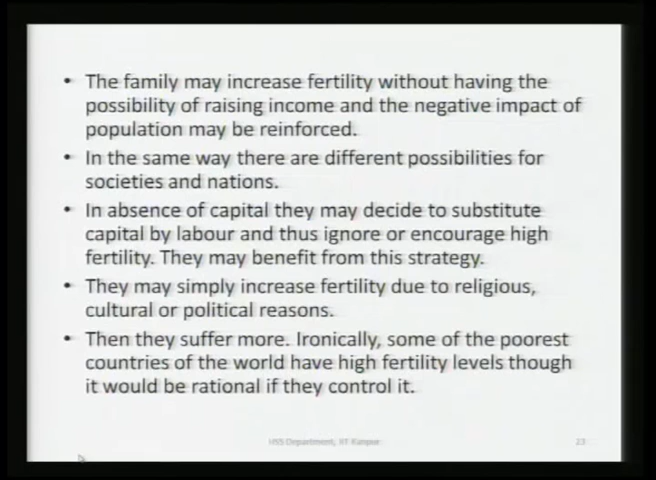 • The family may increase fertility without having the
possibility of raising income and the negative impact of
population may be reinforced.
• In the same way there are different possibilities for
societies and nations.
• In absence of capital they may decide to substitute
capital by labour and thus ignore or encourage high
fertility. They may benefit from this strategy.
• They may simply increase fertility due to religious,
cultural or political reasons.
• Then they suffer more. Ironically, some of the poorest
countries of the world have high fertility levels though
it would be rational if they control it.
HSS Department, IIT Kanpur
23